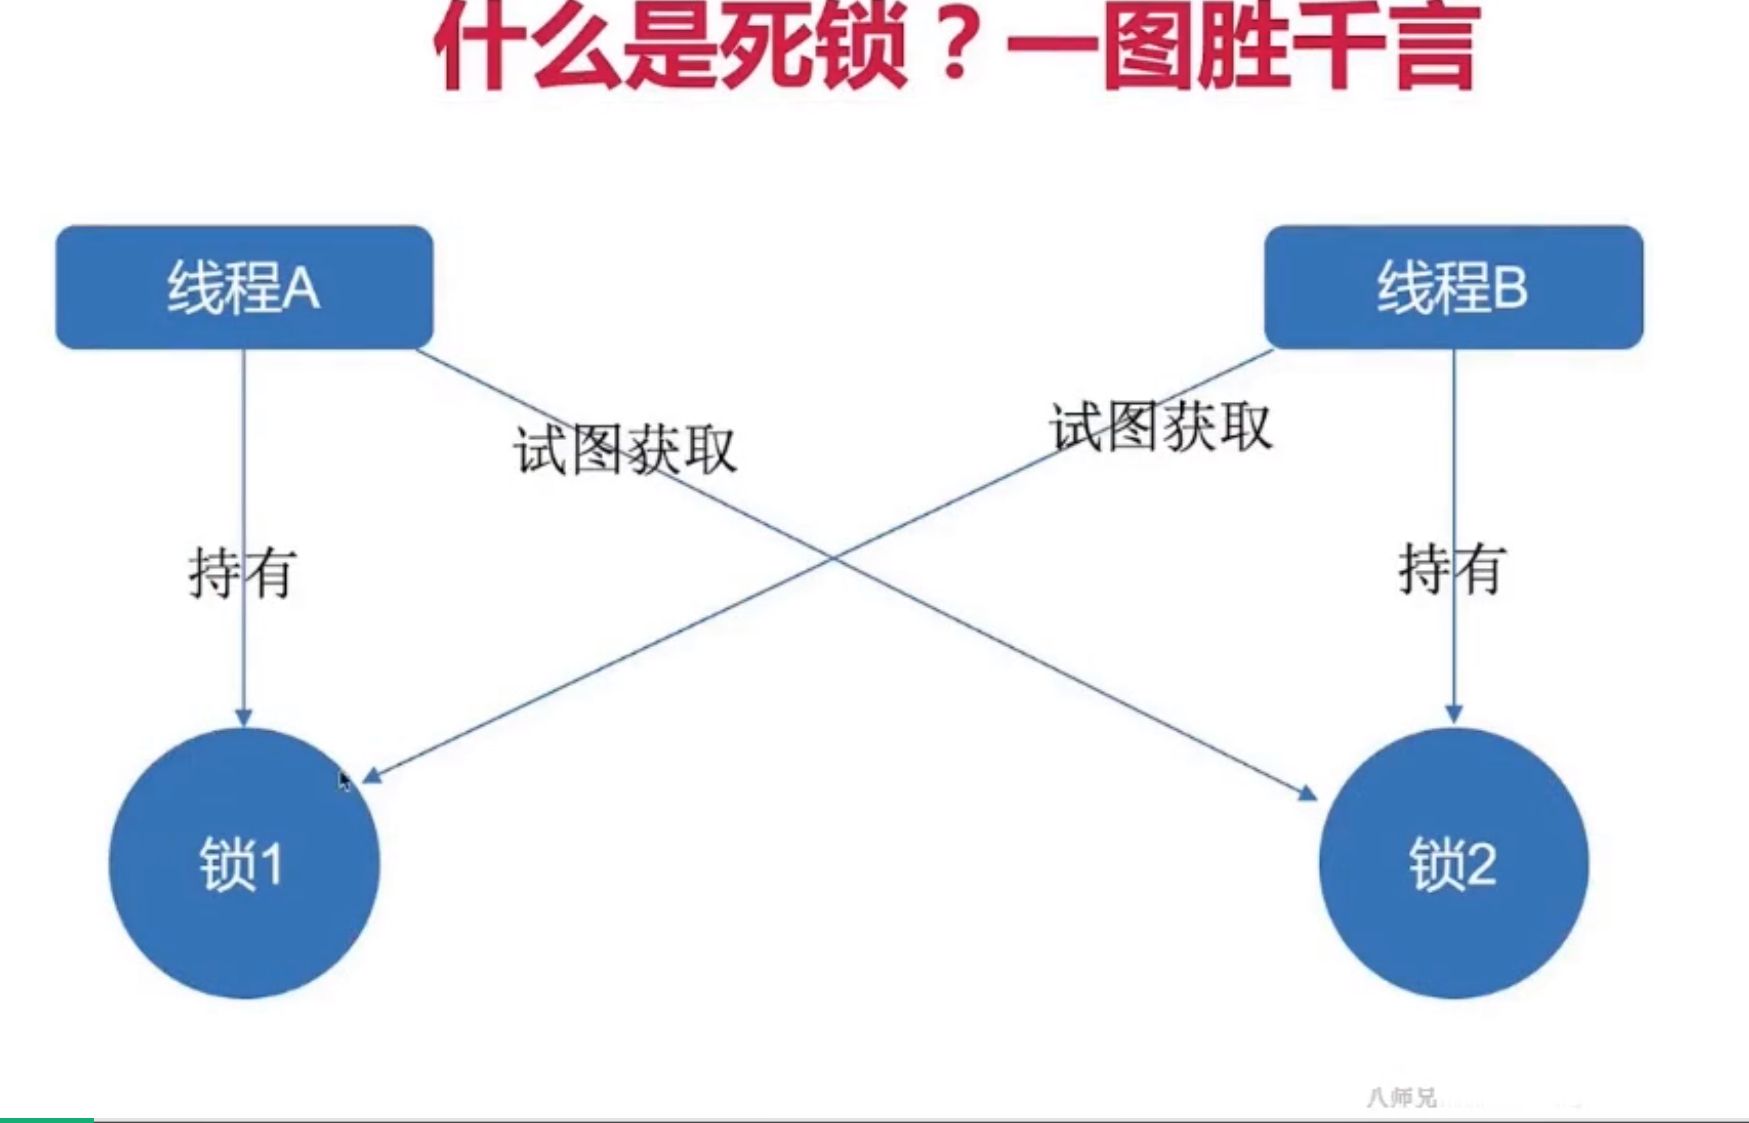 什么是死锁？一图胜千言
线程A
线程B
试图获取
试图获取
持有
持有
锁1
锁2
八师兄